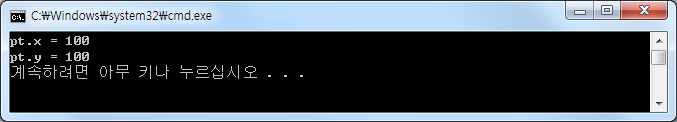 C:₩Windows₩system32₩cmd.exe
pt.x = 100
pt.y = 100
계속하려면 아무 키나 누르십시오 . . .